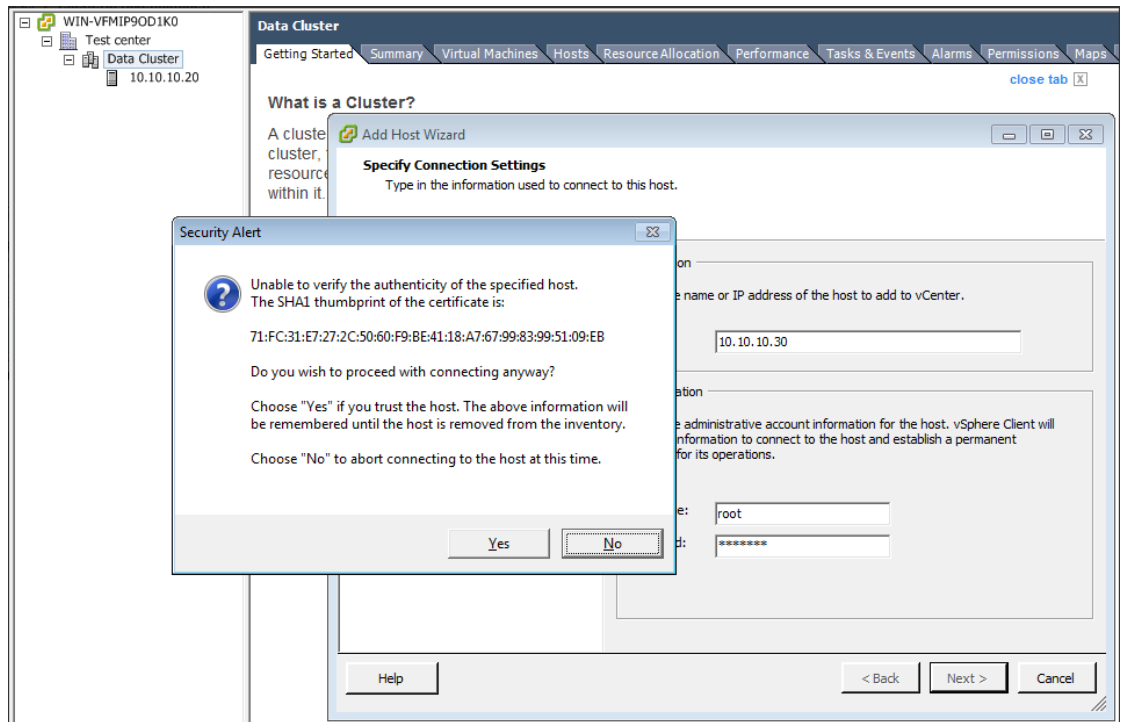 WIN-VFMIP9OD1K0
Test center
Data Cluster
10.10.10.20
Data Cluster
Getting Started Summary Virtual Machines Hosts Resource Allocation Performance Tasks & Events Alarms Permissions Maps
close tab X
What is a Cluster?
A cluste
cluster,
resource
within it.
Add Host Wizard
Specify Connection Settings
Type in the information used to connect to this host.
on
e name or IP address of the host to add to vCenter.
10.10.10.30
ation
e administrative account information for the host. vSphere Client will
nformation to connect to the host and establish a permanent
for its operations.
e: root
d: *******
Help < Back Next > Cancel
Security Alert
Unable to verify the authenticity of the specified host.
The SHA1 thumbprint of the certificate is:
71:FC:31:E7:27:2C:50:60:F9:BE:41:18:A7:67:99:83:99:51:09:EB
Do you wish to proceed with connecting anyway?
Choose "Yes" if you trust the host. The above information will
be remembered until the host is removed from the inventory.
Choose "No" to abort connecting to the host at this time.
Yes No